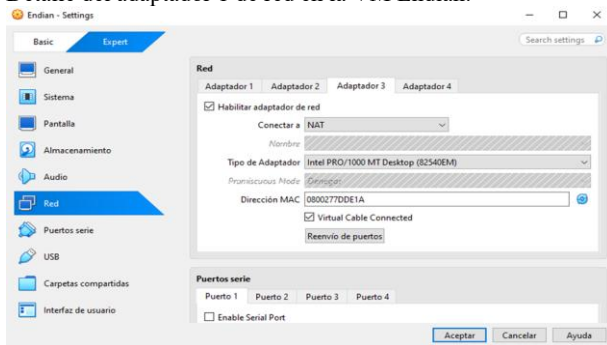 Endian - Settings
Basic Expert Search settings
General
Sistema
Pantalla
Almacenamiento
Audio
Red
Puertos serie
USB
Carpetas compartidas
Interfaz de usuario
Red
Adaptador 1 Adaptador 2 Adaptador 3 Adaptador 4
Habilitar adaptador de red
Conectar a NAT
Nombre
Tipo de Adaptador Intel PRO/1000 MT Desktop (82540EM)
Promiscuous Mode Denegar
Dirección MAC 0800277DDE1A
Virtual Cable Connected
Reenvío de puertos
Puertos serie
Puerto 1 Puerto 2 Puerto 3 Puerto 4
Enable Serial Port
Aceptar Cancelar Ayuda